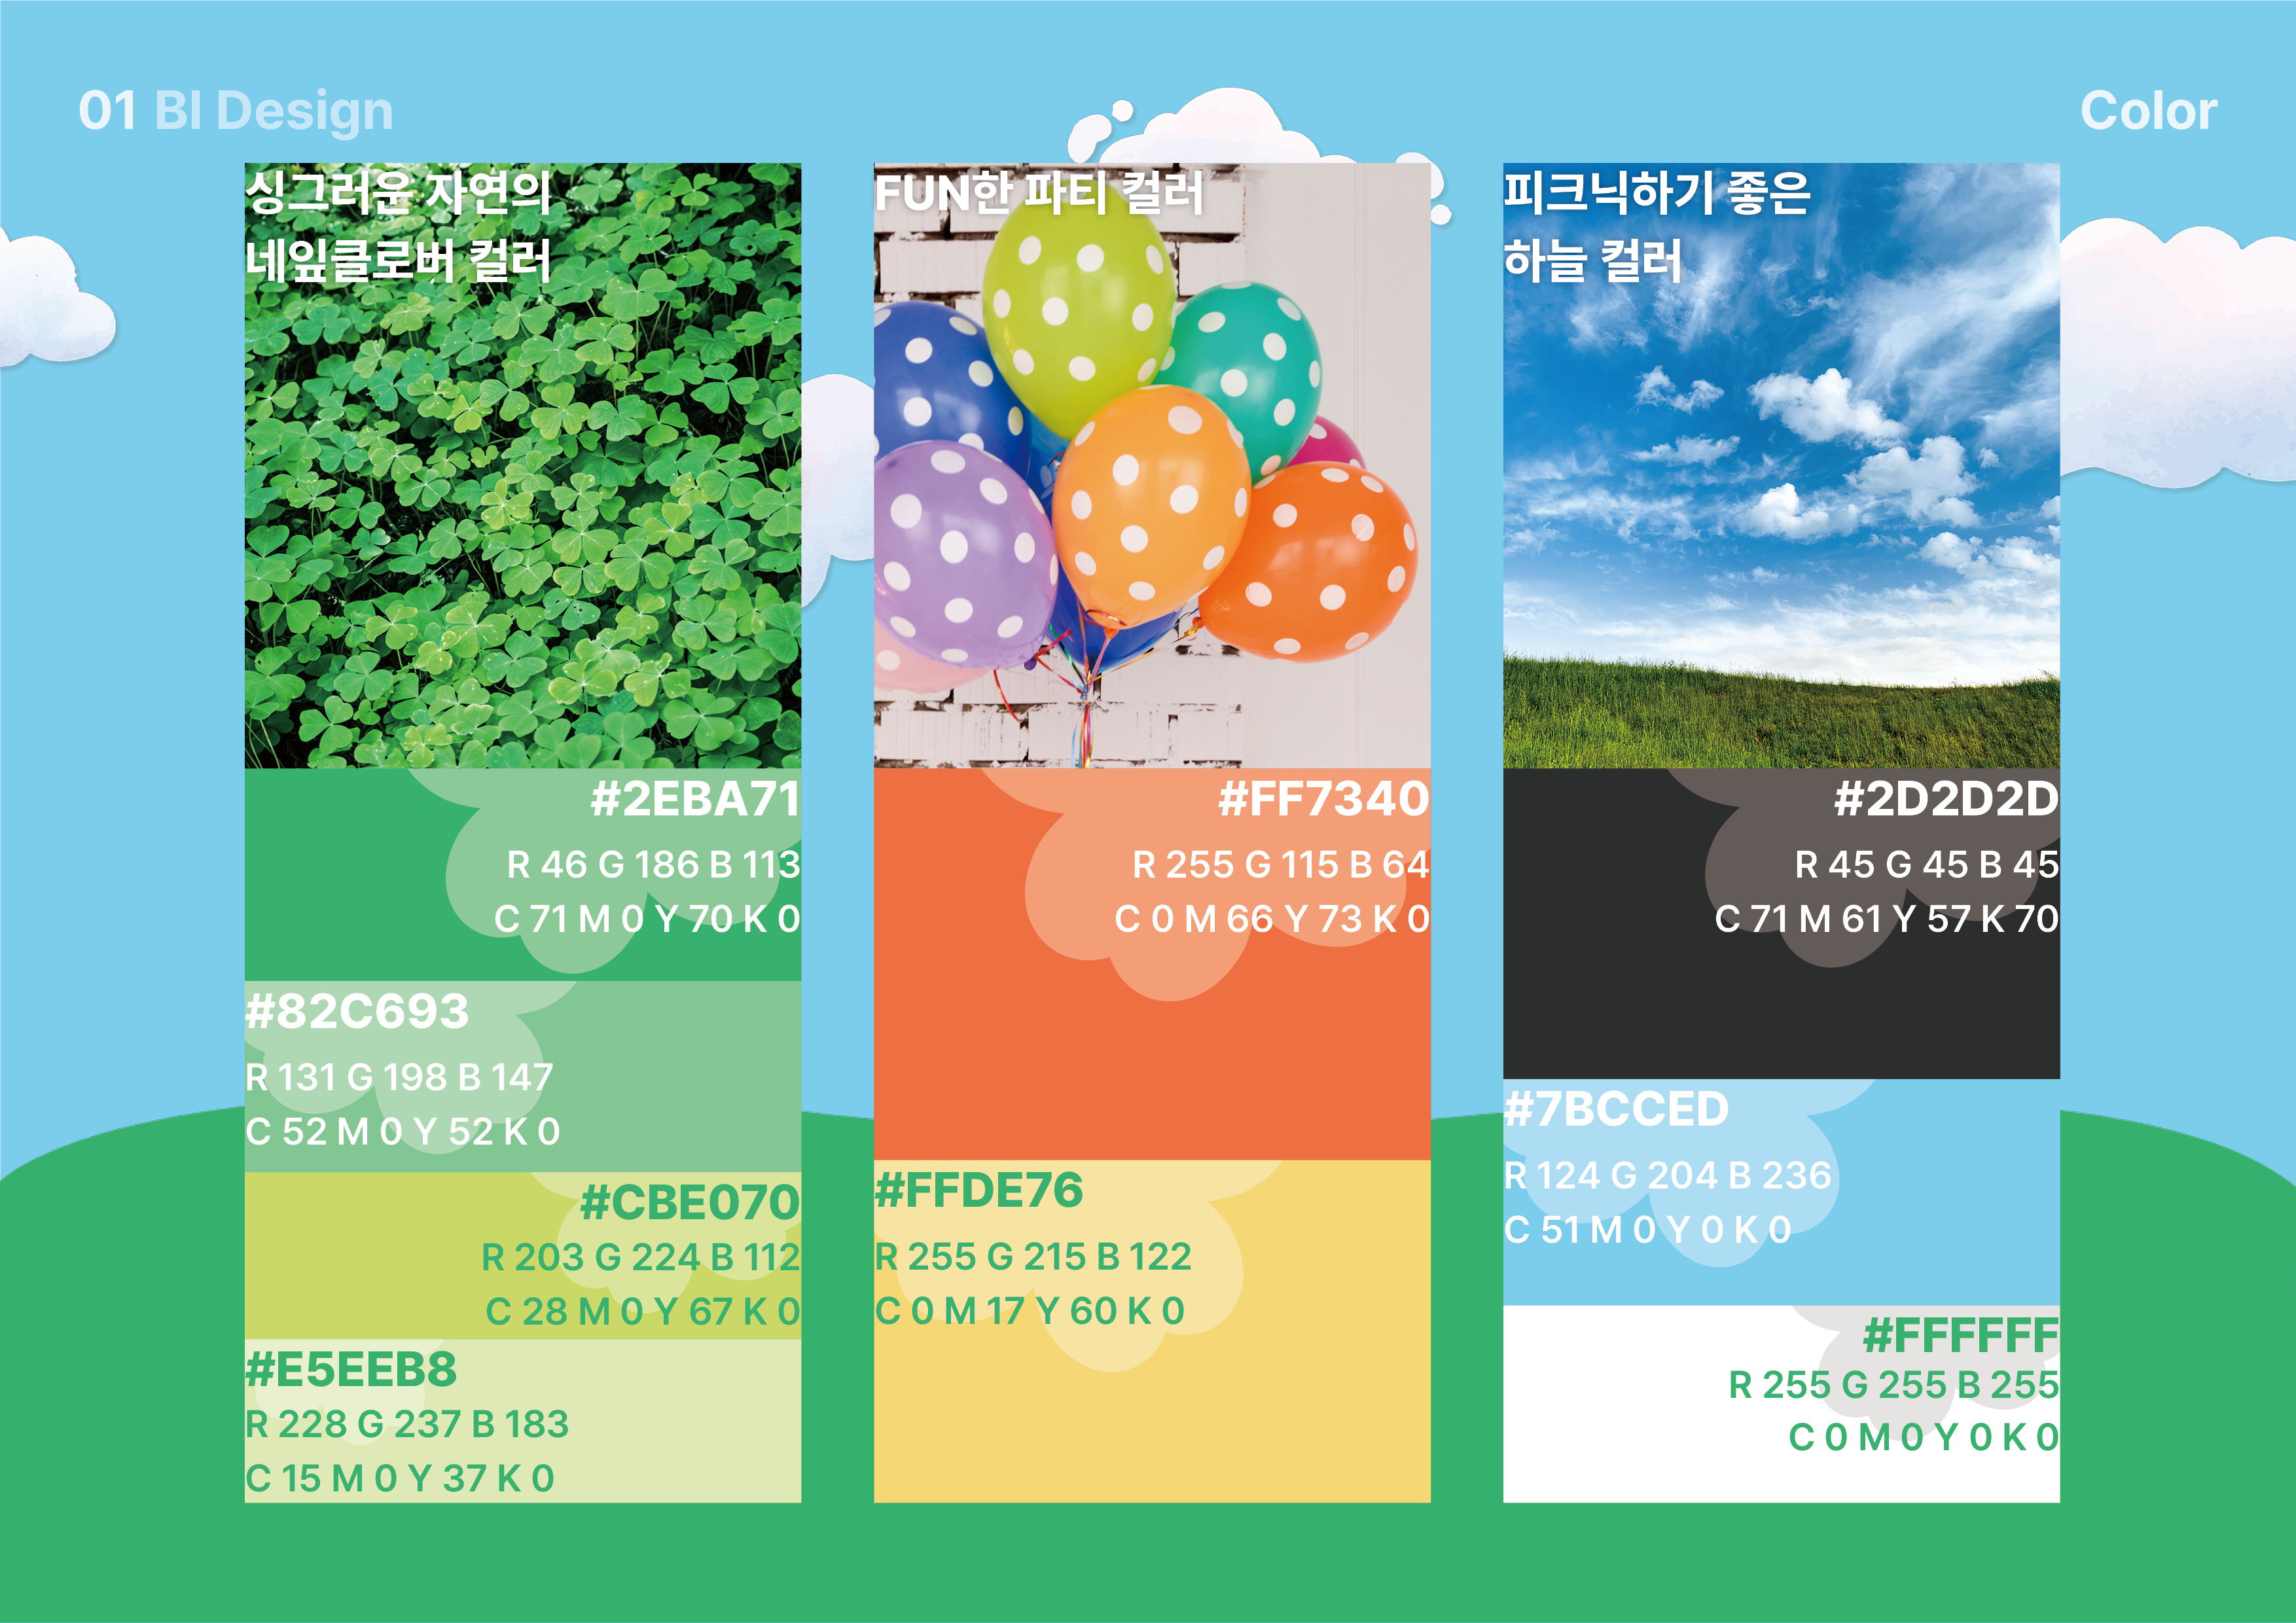 01 BI Design
Color
싱그러운 자연의
네잎클로버 컬러
#2EBA71
R 46 G 186 B 113
C 71 M 0 Y 70 K 0
#82C693
R 131 G 198 B 147
C 52 M 0 Y 52 K 0
#CBE070
R 203 G 224 B 112
C 28 M 0 Y 67 K 0
#E5EEB8
R 228 G 237 B 183
C 15 M 0 Y 37 K 0
FUN한 파티 컬러
#FF7340
R 255 G 115 B 64
C 0 M 66 Y 73 K 0
#FFDE76
R 255 G 215 B 122
C 0 M 17 Y 60 K 0
피크닉하기 좋은
하늘 컬러
#2D2D2D
R 45 G 45 B 45
C 71 M 61 Y 57 K 70
#7BCCED
R 124 G 204 B 236
C 51 M 0 Y 0 K 0
#FFFFFF
R 255 G 255 B 255
C 0 M 0 Y 0 K 0